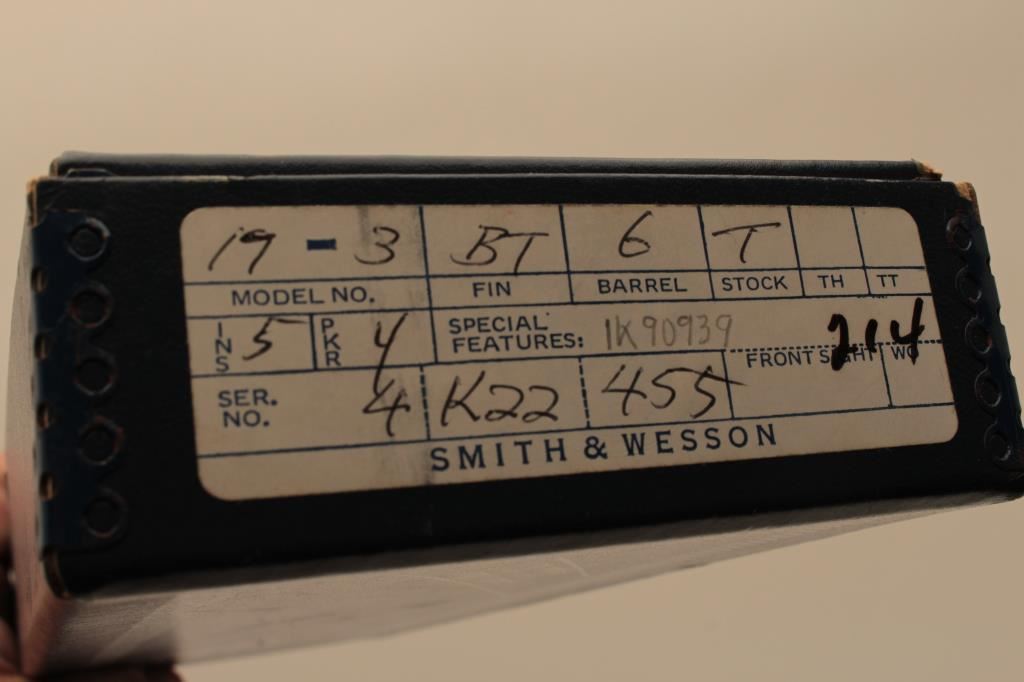 19 - 3 BT 6 T
MODEL NO. FIN BARREL STOCK TH TT
INS 5 PKR 4 SPECIAL FEATURES: 1K90939 214
FRONT SIGHT WO
SER. NO. 4 K22 455
SMITH & WESSON